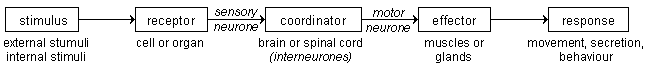 stimulus
receptor
sensory
neurone
coordinator
motor
neurone
effector
response
external stumuli
internal stimuli
cell or organ
brain or spinal cord
(interneurones)
muscles or
glands
movement, secretion,
behaviour